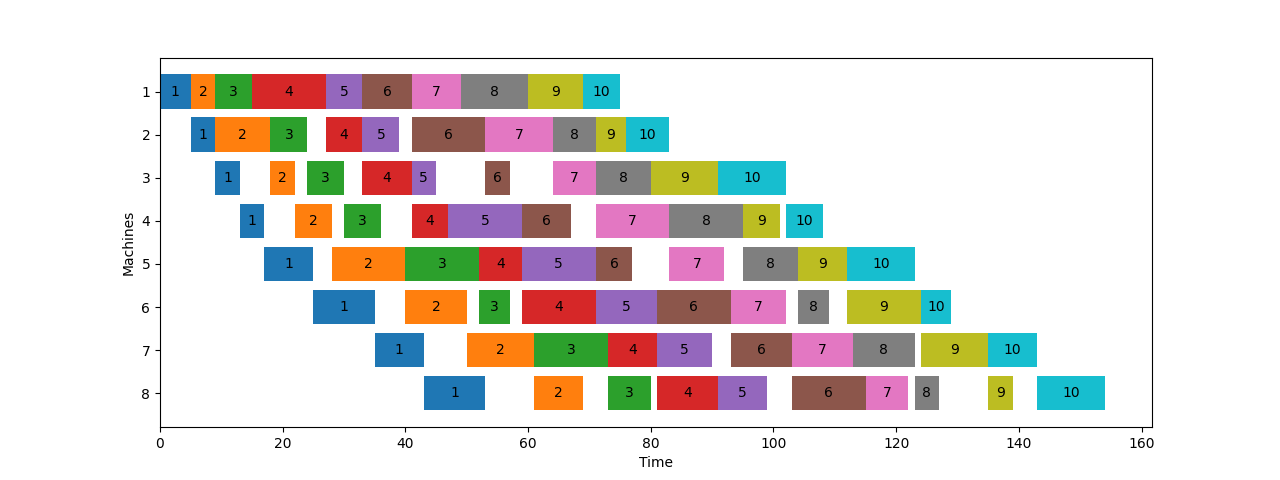 1 1 2 3 4 5 6 7 8 9 10
2 1 2 3 4 5 6 7 8 9 10
3 1 2 3 4 5 6 7 8 9 10
4 1 2 3 4 5 6 7 8 9 10
5 1 2 3 4 5 6 7 8 9 10
6 1 2 3 4 5 6 7 8 9 10
7 1 2 3 4 5 6 7 8 9 10
8 1 2 3 4 5 6 7 8 9 10
Machines
0 20 40 60 80 100 120 140 160
Time